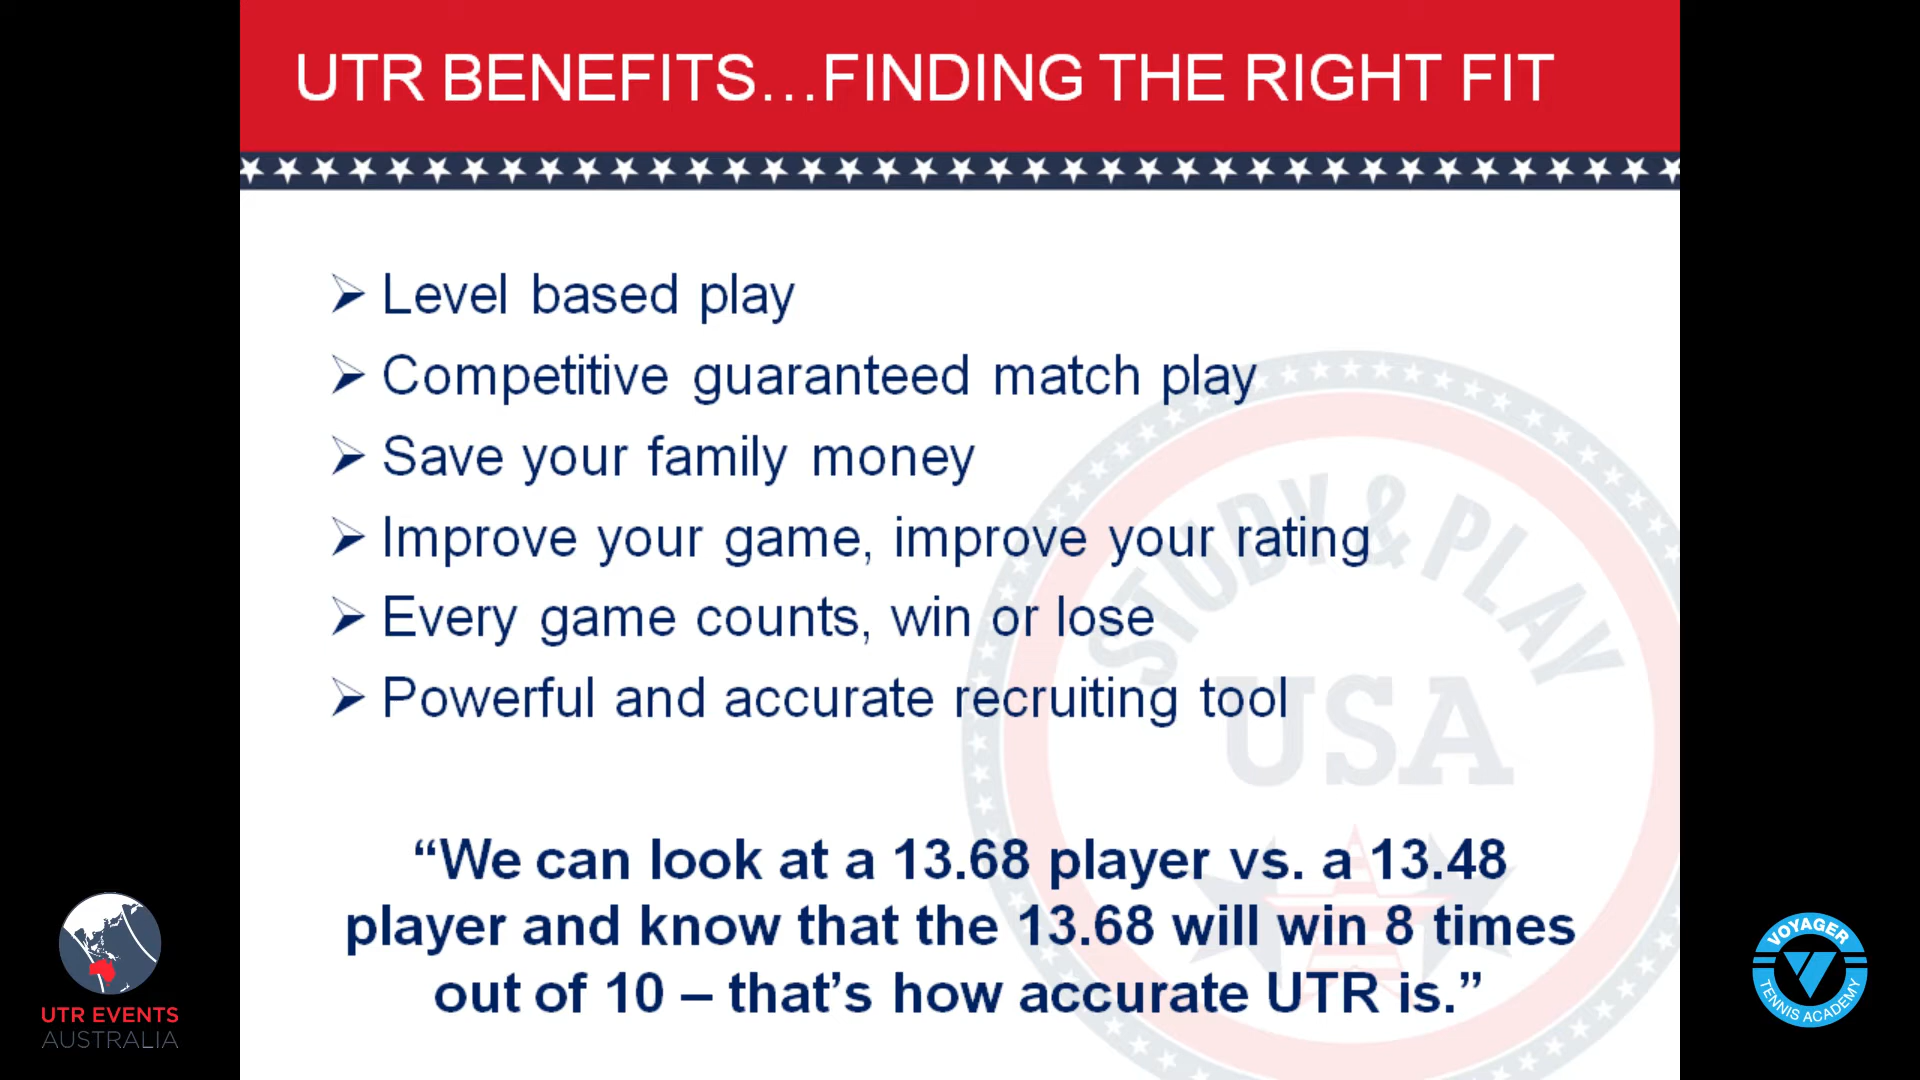 UTR BENEFITS…FINDING THE RIGHT FIT
➢ Level based play
➢ Competitive guaranteed match play
➢ Save your family money
➢ Improve your game, improve your rating
➢ Every game counts, win or lose
➢ Powerful and accurate recruiting tool
STUDY & PLAY
USA
“We can look at a 13.68 player vs. a 13.48
player and know that the 13.68 will win 8 times
out of 10 – that’s how accurate UTR is.”
UTR EVENTS
AUSTRALIA
VOYAGER
TENNIS ACADEMY